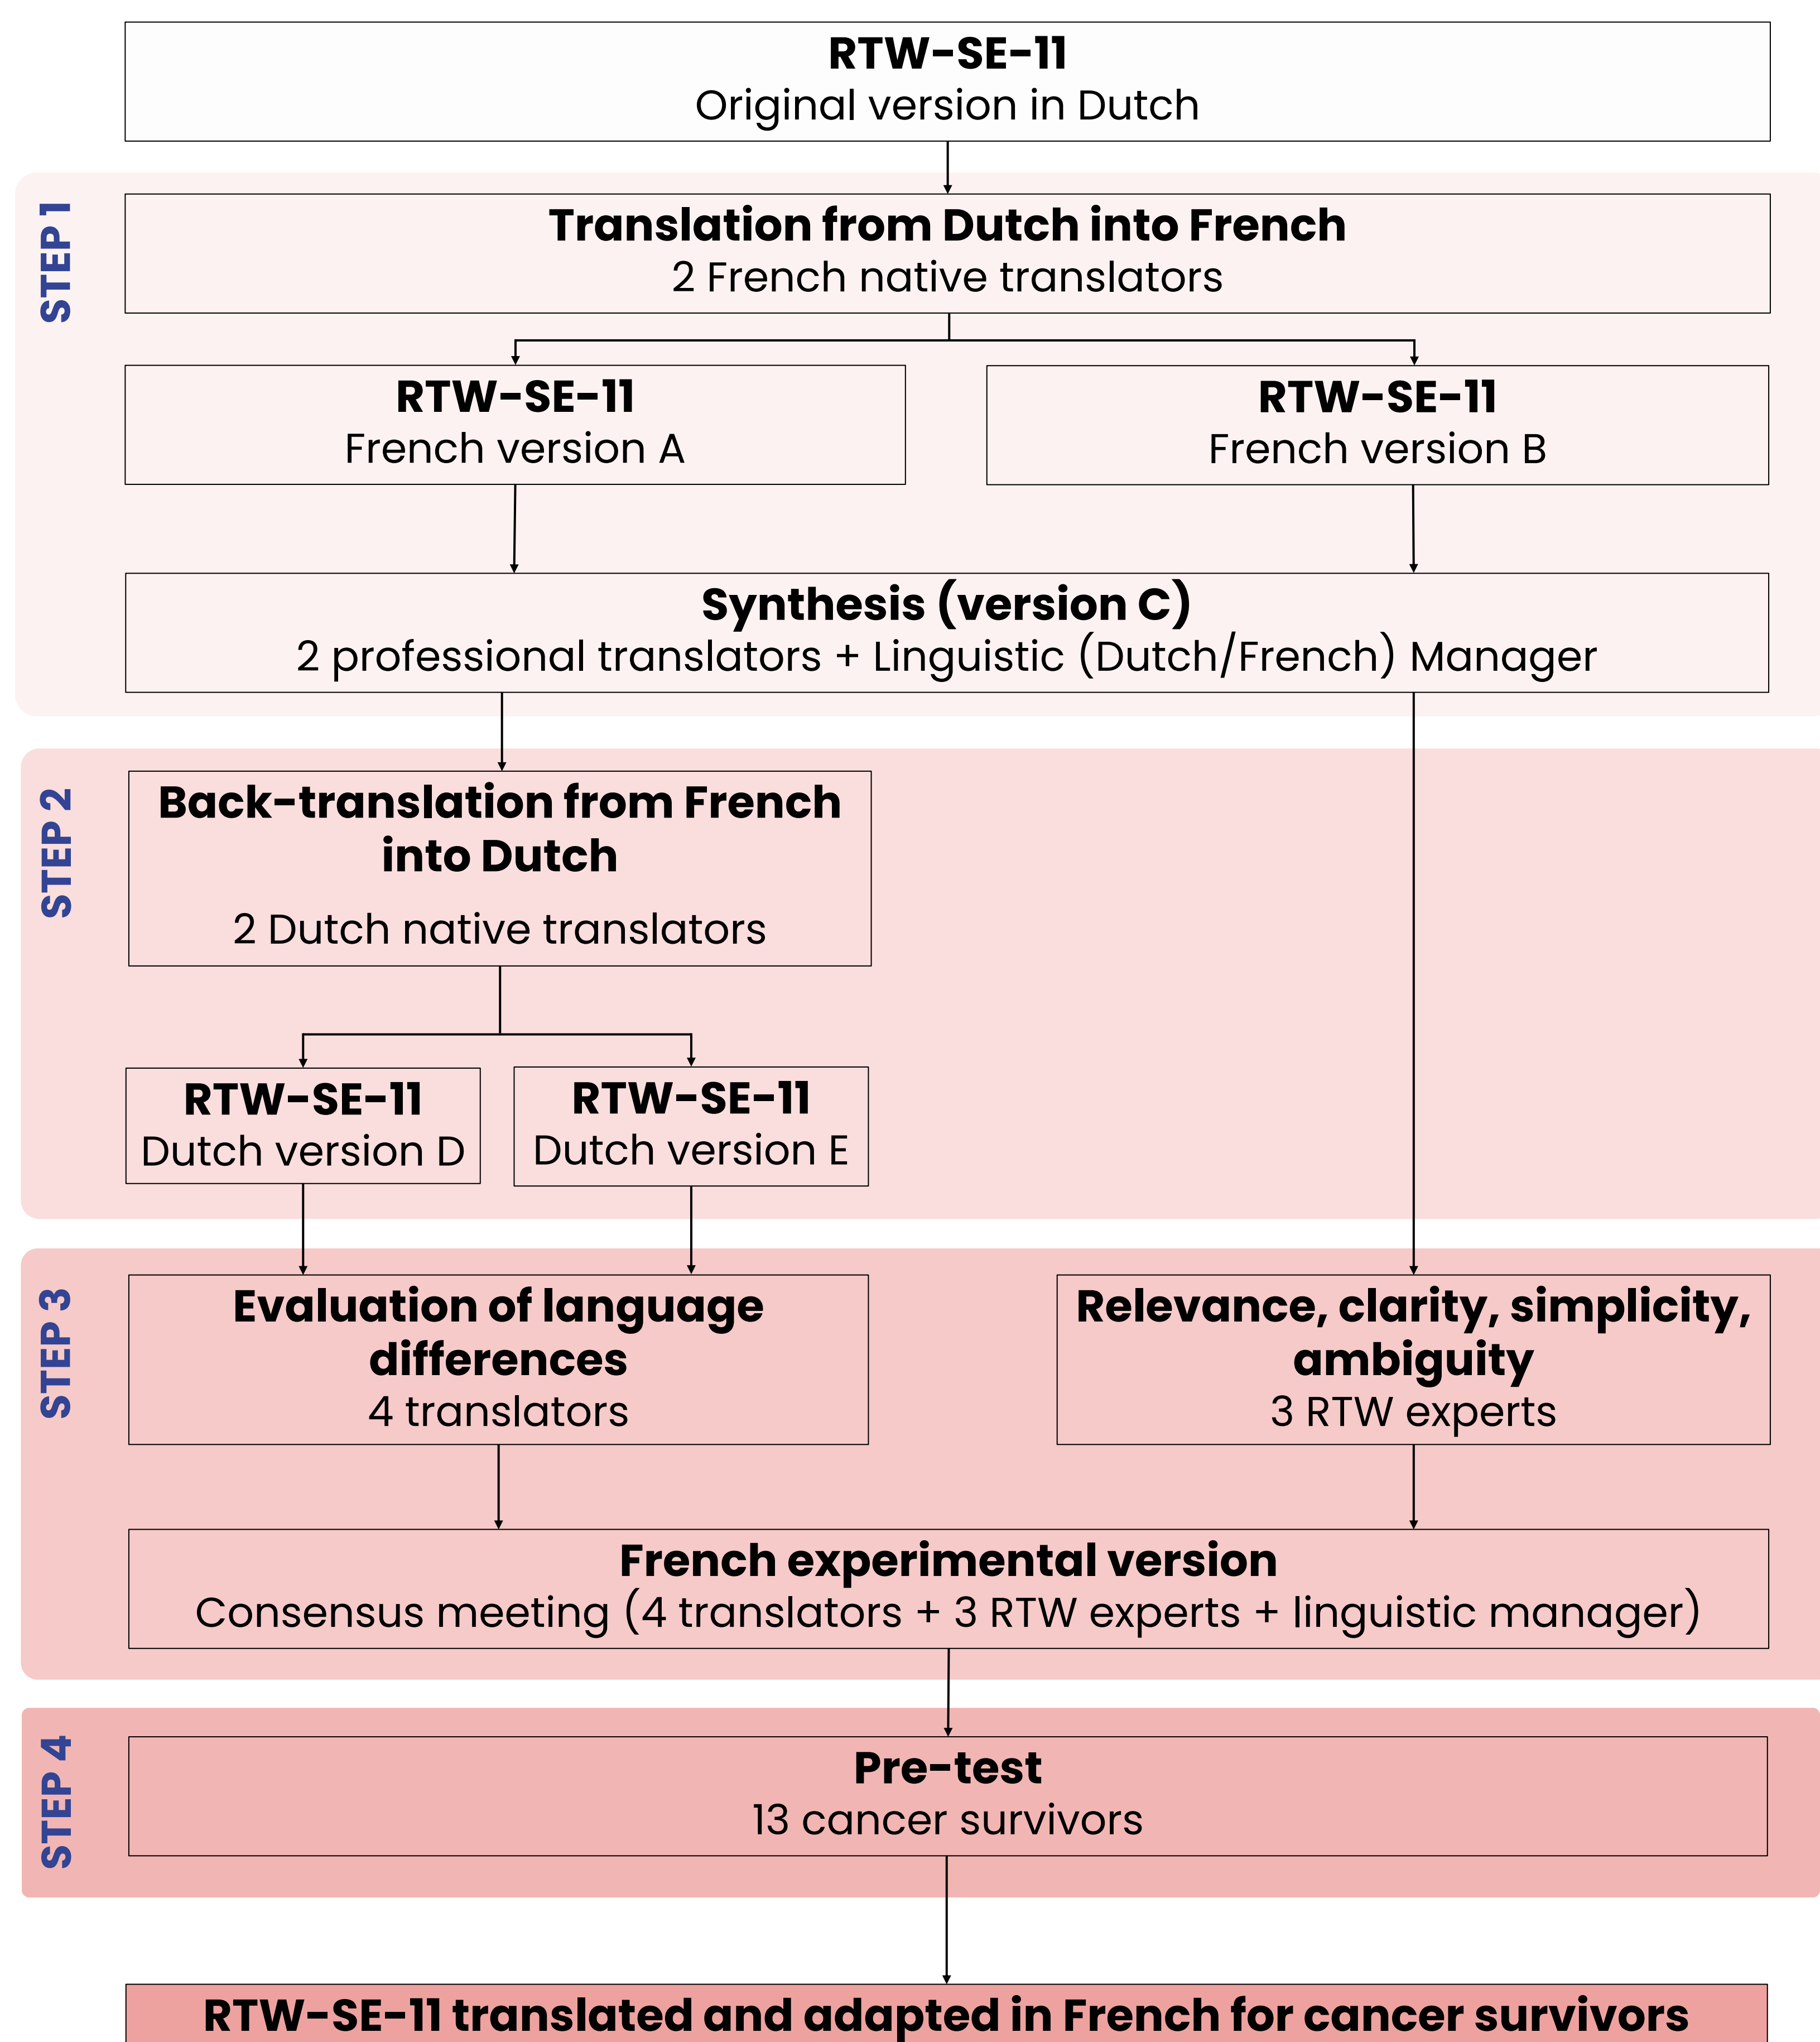 RTW-SE-11
Original version in Dutch
STEP 1
Translation from Dutch into French
2 French native translators
RTW-SE-11
French version A
RTW-SE-11
French version B
Synthesis (version C)
2 professional translators + Linguistic (Dutch/French) Manager
STEP 2
Back-translation from French
into Dutch
2 Dutch native translators
RTW-SE-11
Dutch version D
RTW-SE-11
Dutch version E
STEP 3
Evaluation of language
differences
4 translators
Relevance, clarity, simplicity,
ambiguity
3 RTW experts
French experimental version
Consensus meeting (4 translators + 3 RTW experts + linguistic manager)
STEP 4
Pre-test
13 cancer survivors
RTW-SE-11 translated and adapted in French for cancer survivors